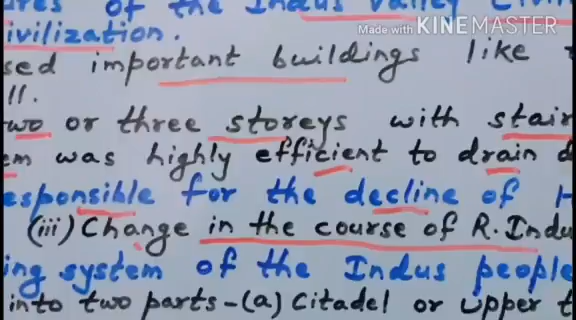 ures of the Indus Valley Civili
Made with KINEMASTER
ivilization.
sed important buildings like
ll.
wo or three storeys with stair
em was highly efficient to drain d
esponsible for the decline of H
(iii) Change in the course of R. Indu
ing system of the Indus people
into two parts-(a) Citadel or upper t